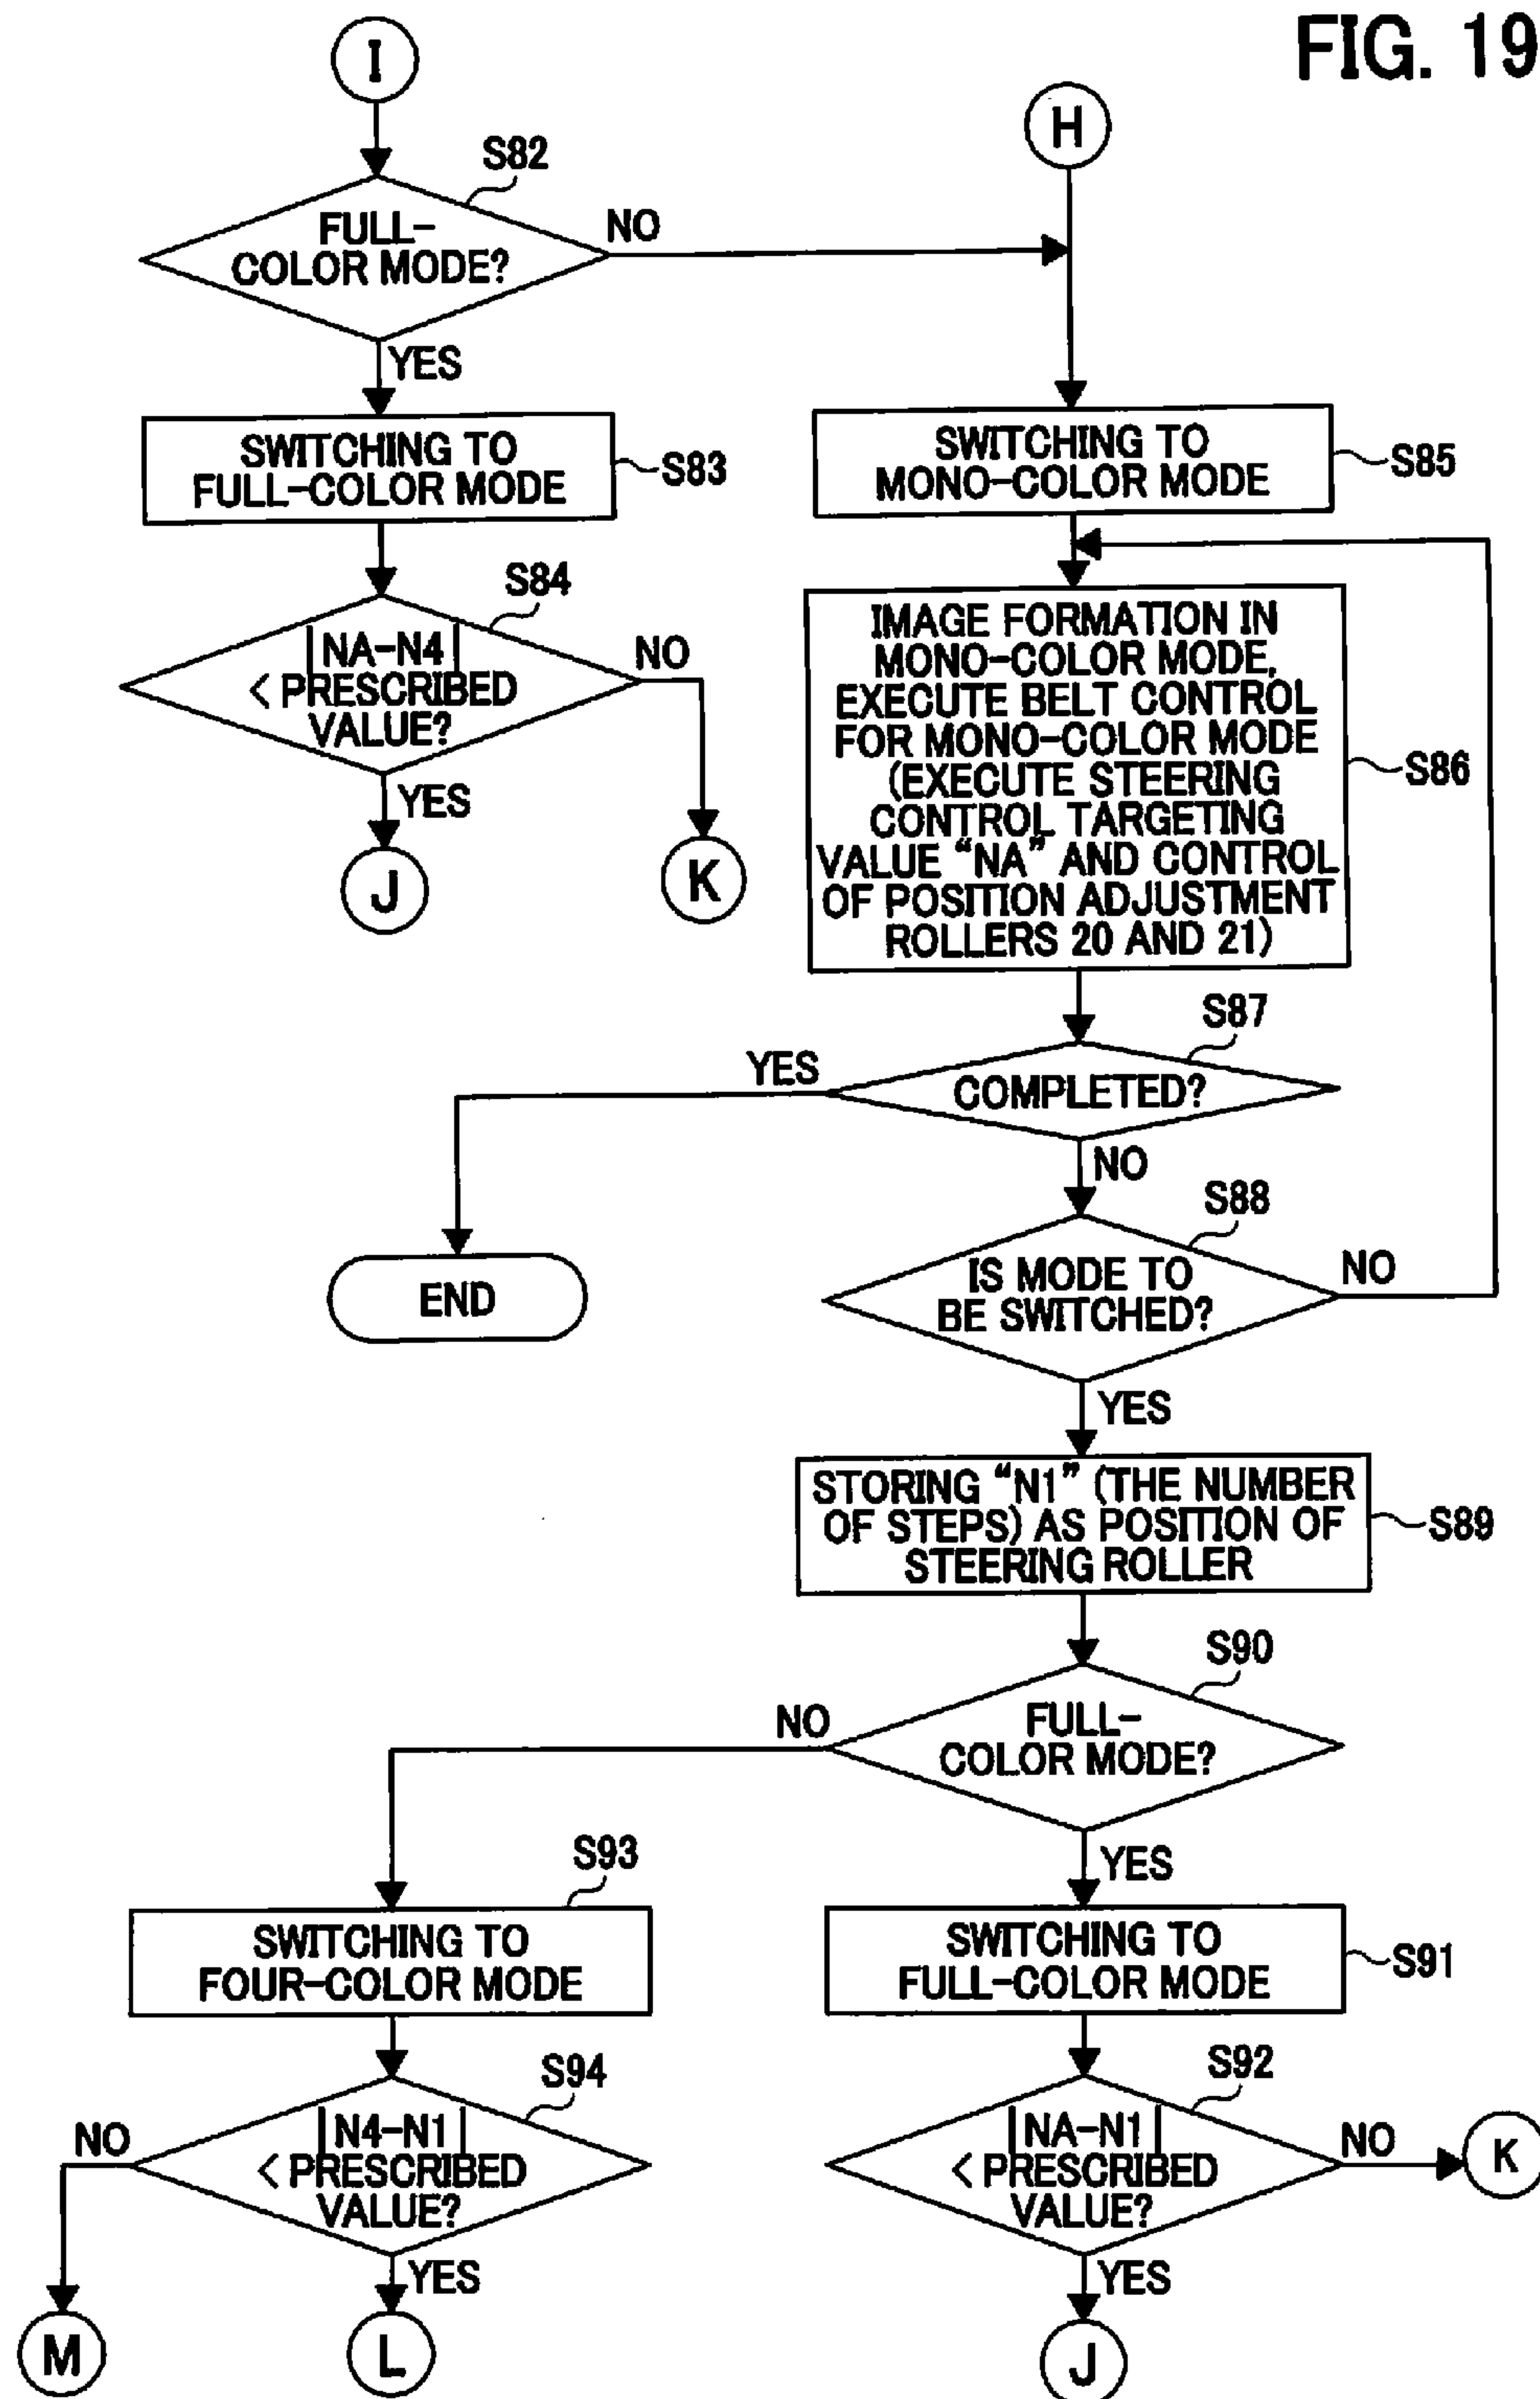 FIG. 19
I
H
S82
FULL-
COLOR MODE?
NO
YES
SWITCHING TO
FULL-COLOR MODE
S83
S84
|NA-N4|
< PRESCRIBED
VALUE?
NO
YES
J
K
SWITCHING TO
MONO-COLOR MODE
S85
IMAGE FORMATION IN
MONO-COLOR MODE,
EXECUTE BELT CONTROL
FOR MONO-COLOR MODE
(EXECUTE STEERING
CONTROL TARGETING
VALUE "NA" AND CONTROL
OF POSITION ADJUSTMENT
ROLLERS 20 AND 21)
S86
S87
COMPLETED?
YES
NO
END
S88
IS MODE TO
BE SWITCHED?
NO
YES
STORING "N1" (THE NUMBER
OF STEPS) AS POSITION OF
STEERING ROLLER
S89
S90
FULL-
COLOR MODE?
NO
YES
S93
SWITCHING TO
FOUR-COLOR MODE
SWITCHING TO
FULL-COLOR MODE
S91
S94
|N4-N1|
< PRESCRIBED
VALUE?
NO
YES
M
L
S92
|NA-N1|
< PRESCRIBED
VALUE?
NO
K
YES
J